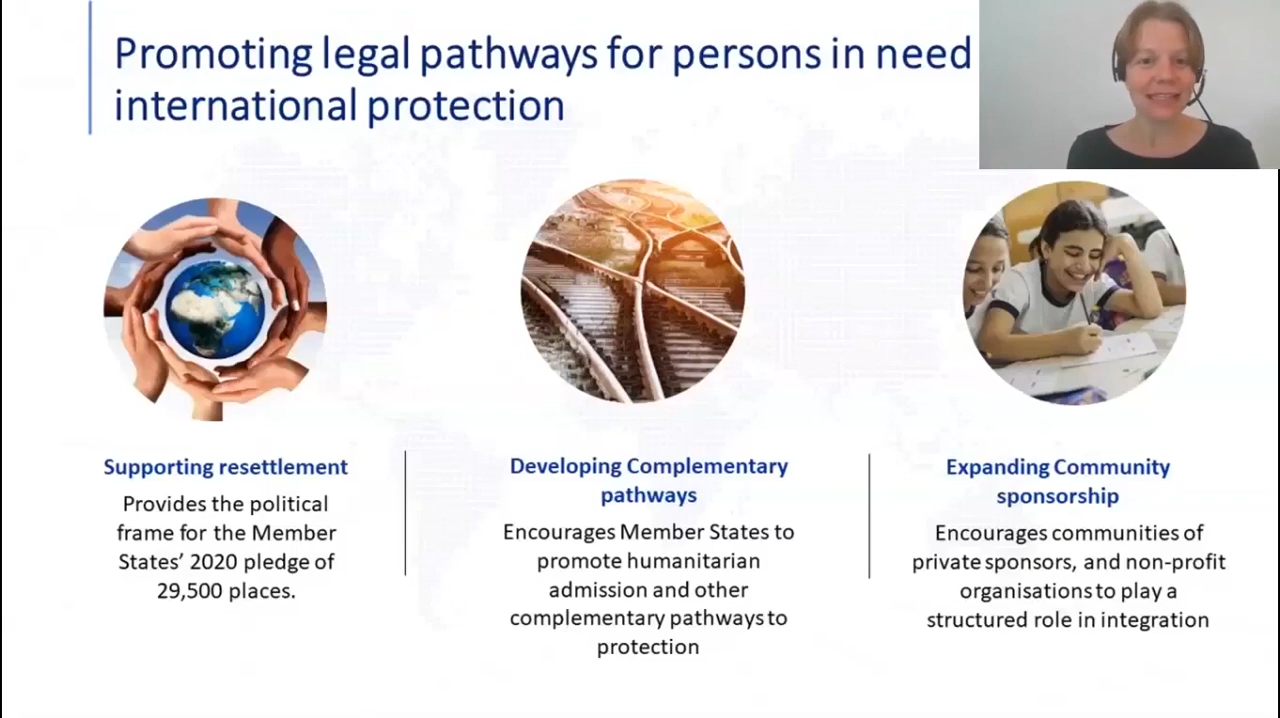 Promoting legal pathways for persons in need
international protection
Supporting resettlement
Provides the political
frame for the Member
States' 2020 pledge of
29,500 places.
Developing Complementary
pathways
Encourages Member States to
promote humanitarian
admission and other
complementary pathways to
protection
Expanding Community
sponsorship
Encourages communities of
private sponsors, and non-profit
organisations to play a
structured role in integration